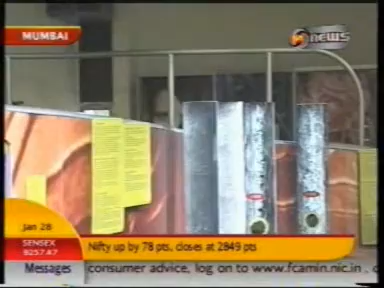 MUMBAI
news
Jan 28
SENSEX
9257.47
Nifty up by 78 pts, closes at 2849 pts
Messages consumer advice, log on to www.fcamin.nic.in .